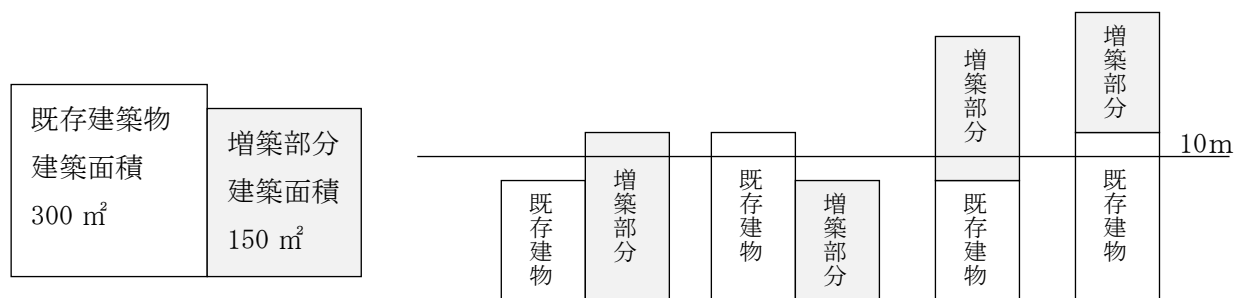 既存建築物
建築面積
300 ㎡
増築部分
建築面積
150 ㎡
既存建物
増築部分
既存建物
増築部分
増築部分
既存建物
増築部分
既存建物
10m